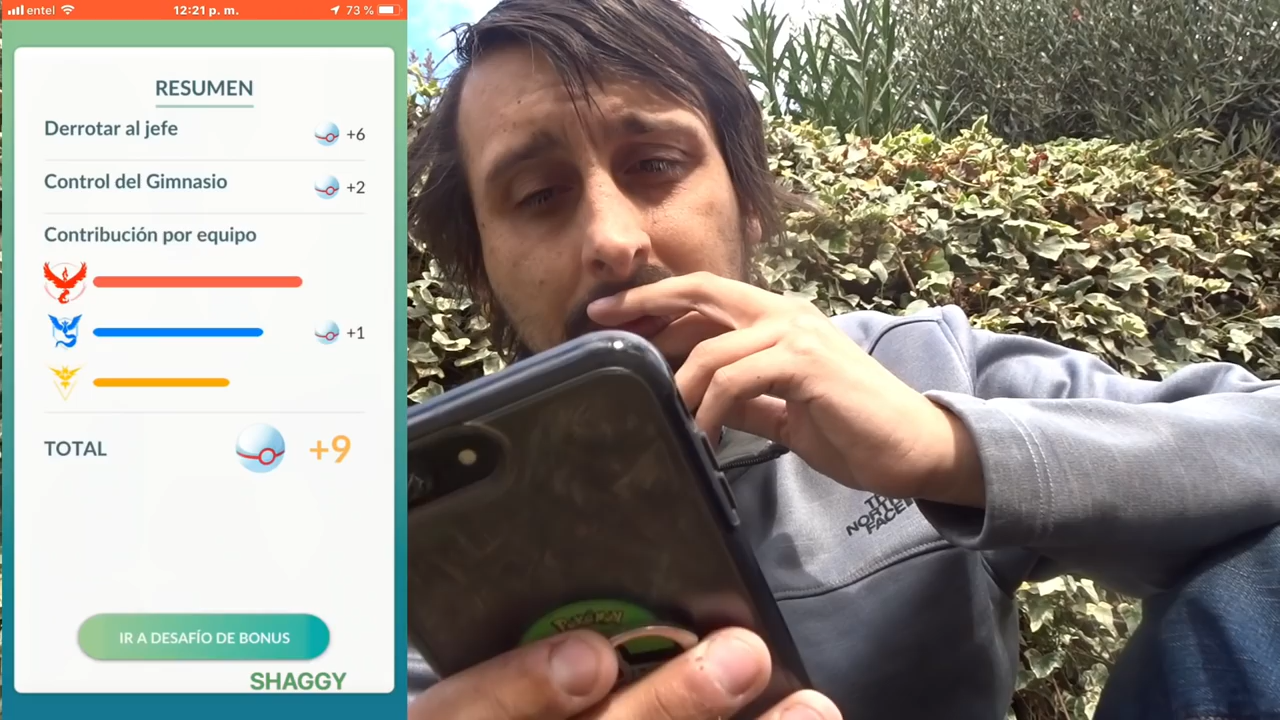 entel
12:21 p. m.
73 %
RESUMEN
Derrotar al jefe
+6
Control del Gimnasio
+2
Contribución por equipo
+1
TOTAL
+9
IR A DESAFÍO DE BONUS
SHAGGY
THE
NORTH
FACE
Pokémon